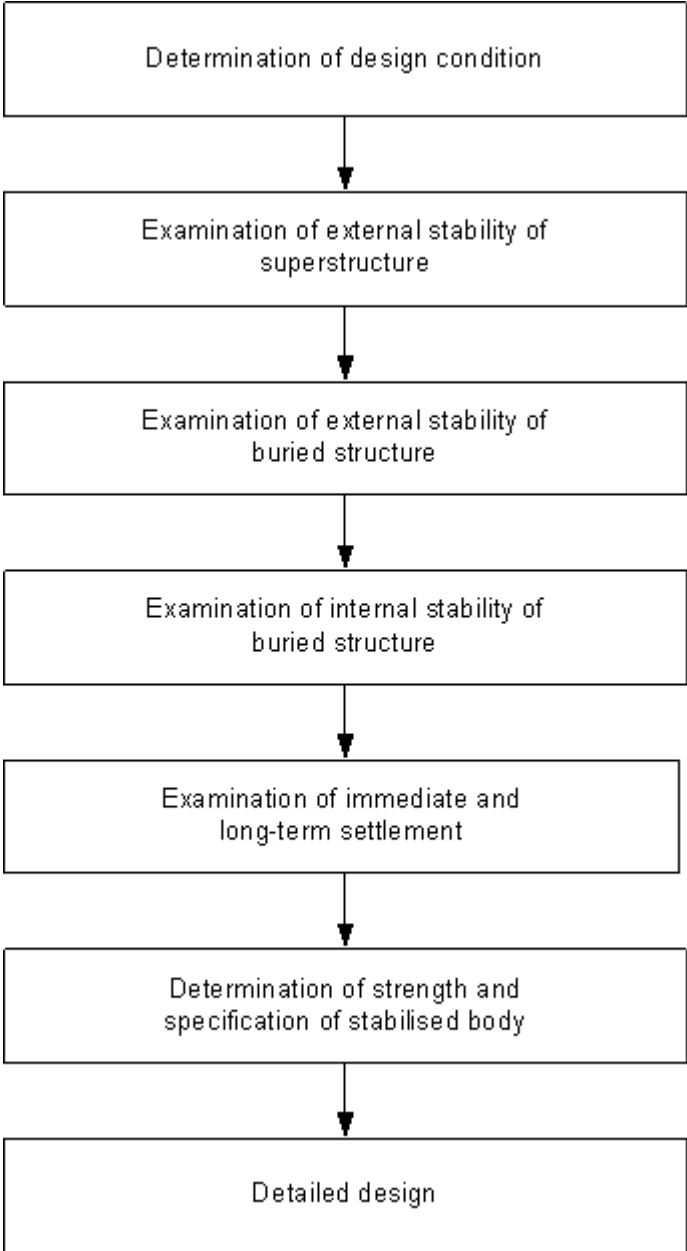 Determination of design condition
Examination of external stability of
superstructure
Examination of external stability of
buried structure
Examination of internal stability of
buried structure
Examination of immediate and
long-term settlement
Determination of strength and
specification of stabilised body
Detailed design